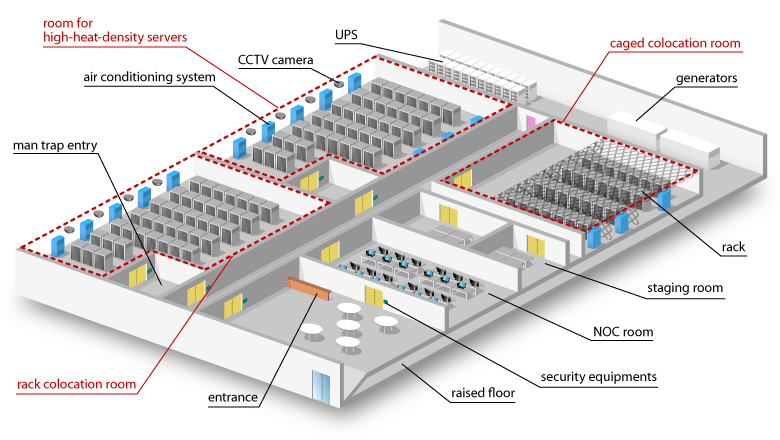 room for
high-heat-density servers
UPS
caged colocation room
CCTV camera
air conditioning system
generators
man trap entry
rack
staging room
NOC room
security equipments
rack colocation room
entrance
raised floor